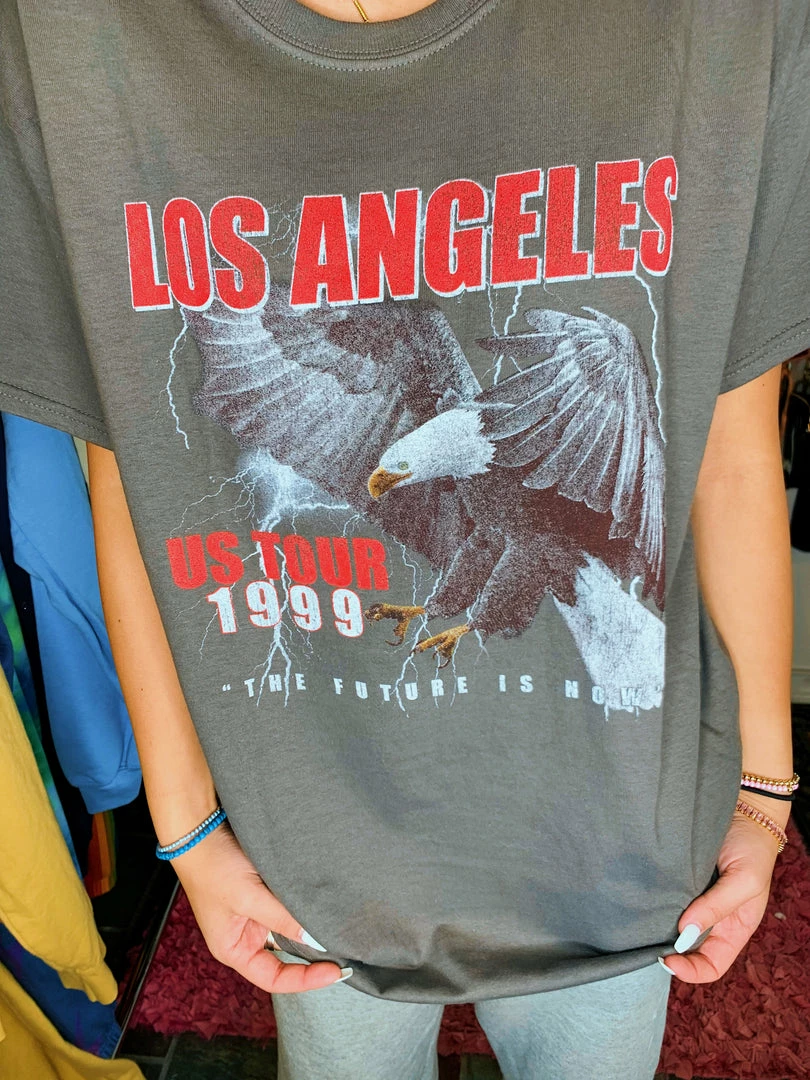 LOS ANGELES
US TOUR
1999
"THE FUTURE IS NOW"